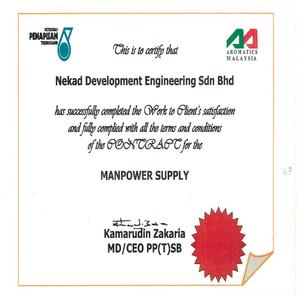 PETRONAS
PENAPISAN
TERENGGANU
AROMATICS
MALAYSIA
This is to certify that
Nekad Development Engineering Sdn Bhd
has successfully completed the Work to Client's satisfaction
and fully complied with all the terms and conditions
of the CONTRACT for the
MANPOWER SUPPLY
Kamarudin Zakaria
MD/CEO PP(T)SB